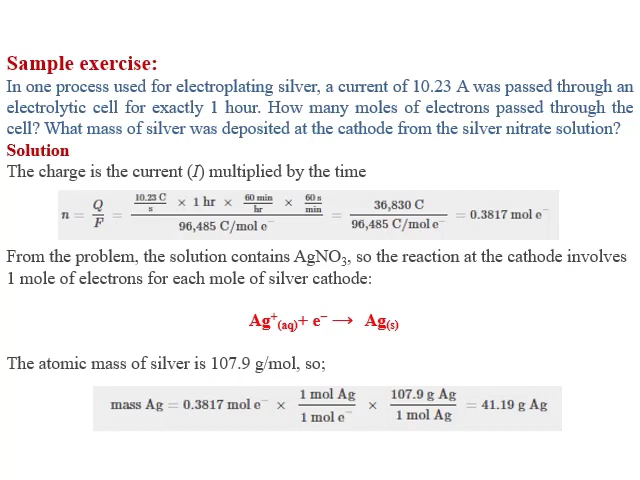 Sample exercise:
In one process used for electroplating silver, a current of 10.23 A was passed through an
electrolytic cell for exactly 1 hour. How many moles of electrons passed through the
cell? What mass of silver was deposited at the cathode from the silver nitrate solution?
Solution
The charge is the current (I) multiplied by the time
n = Q/F = (10.23 C/s × 1 hr × 60 min/hr × 60 s/min)/(96,485 C/mol e⁻) = 36,830 C/96,485 C/mol e⁻ = 0.3817 mol e⁻
From the problem, the solution contains AgNO₃, so the reaction at the cathode involves
1 mole of electrons for each mole of silver cathode:
Ag⁺(aq)+ e⁻ ⟶ Ag(s)
The atomic mass of silver is 107.9 g/mol, so;
mass Ag = 0.3817 mol e⁻ × 1 mol Ag/1 mol e⁻ × 107.9 g Ag/1 mol Ag = 41.19 g Ag